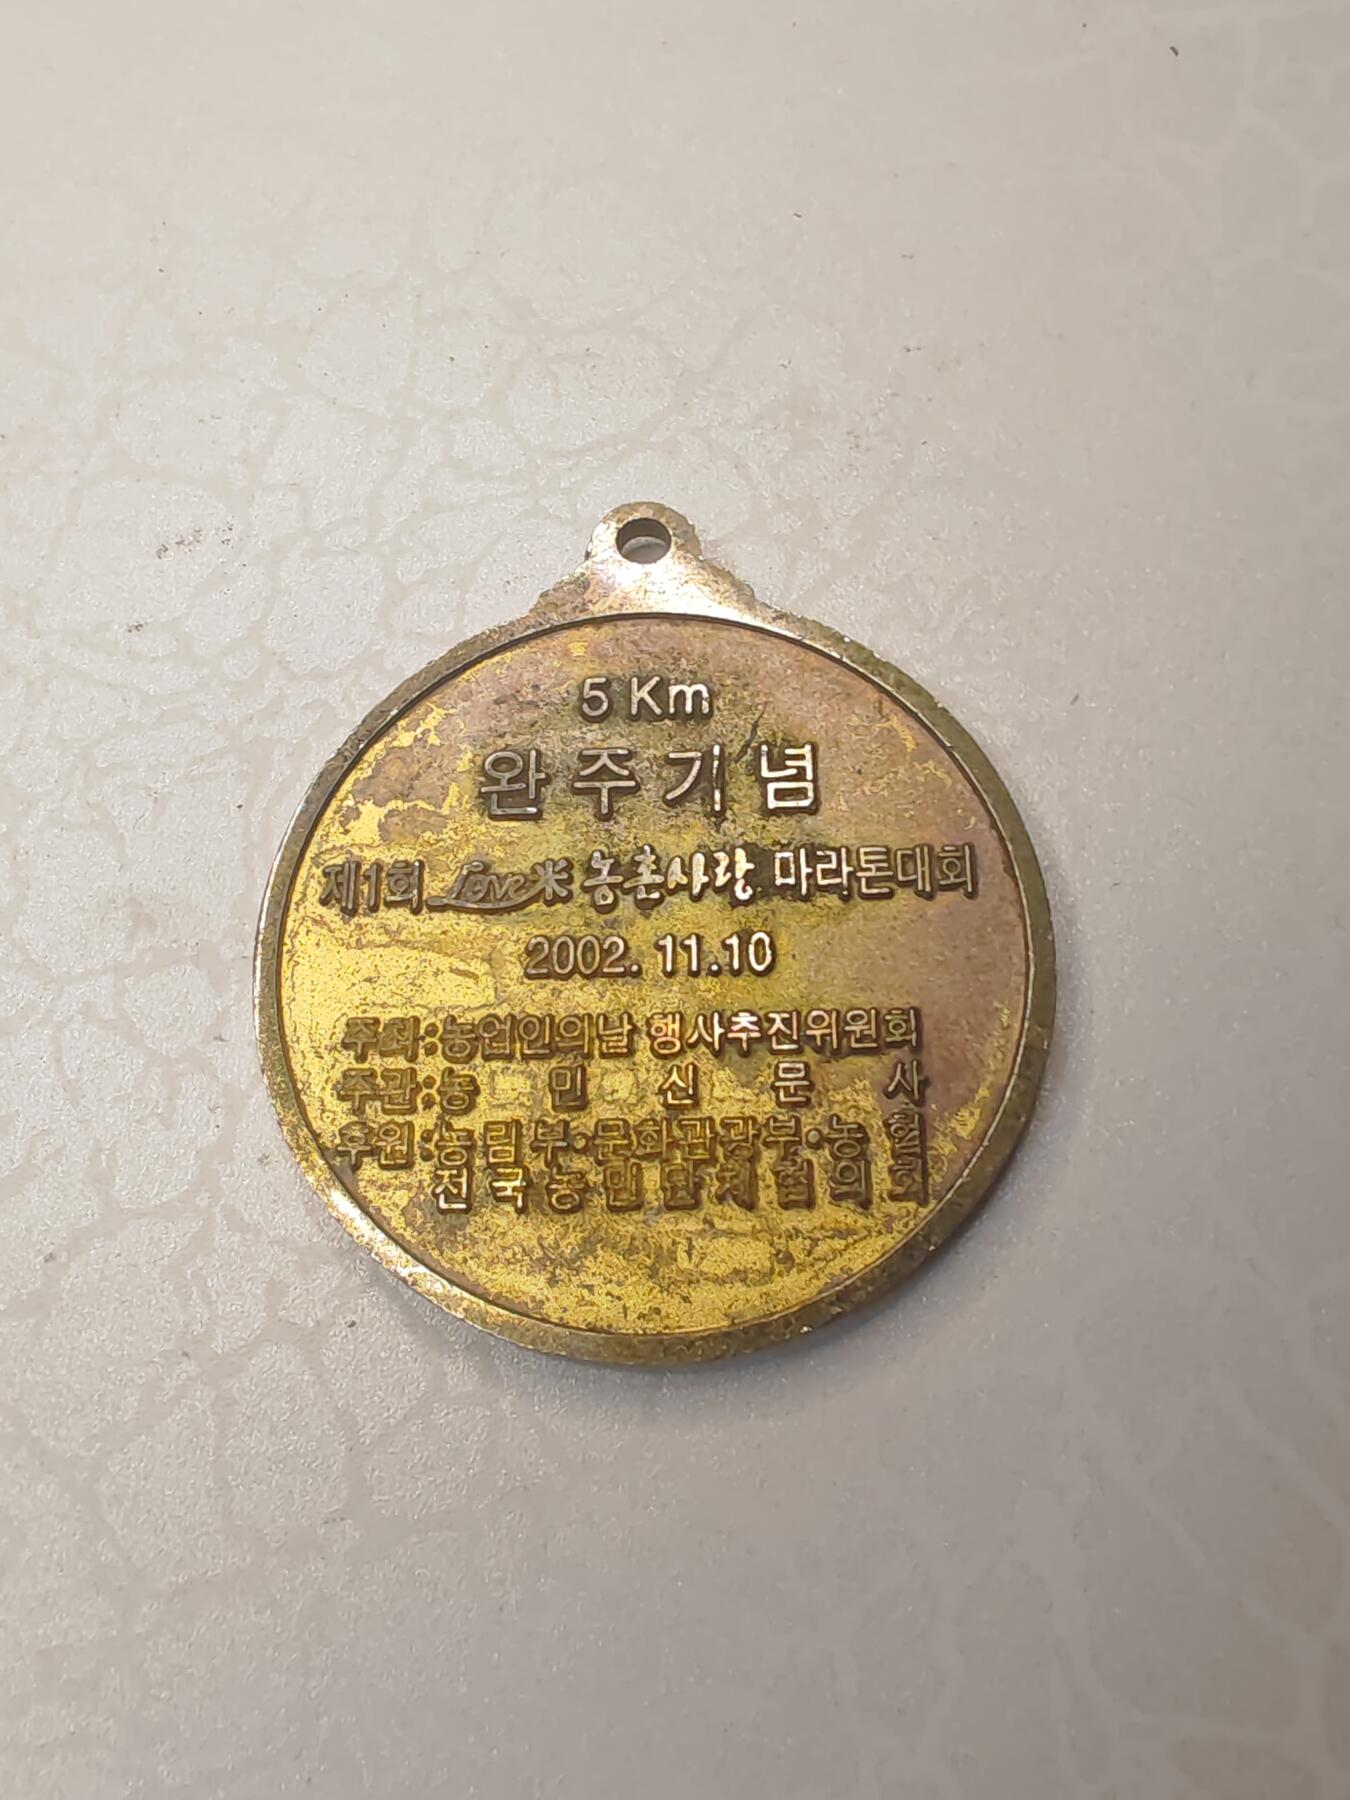 5 Km
완주기념
제1회 Love米 농촌사랑 마라톤대회
2002. 11.10
주최:농업인의날 행사추진위원회
주관:농민신문사
후원:농림부·문화관광부·농협
전국농민단체협의회